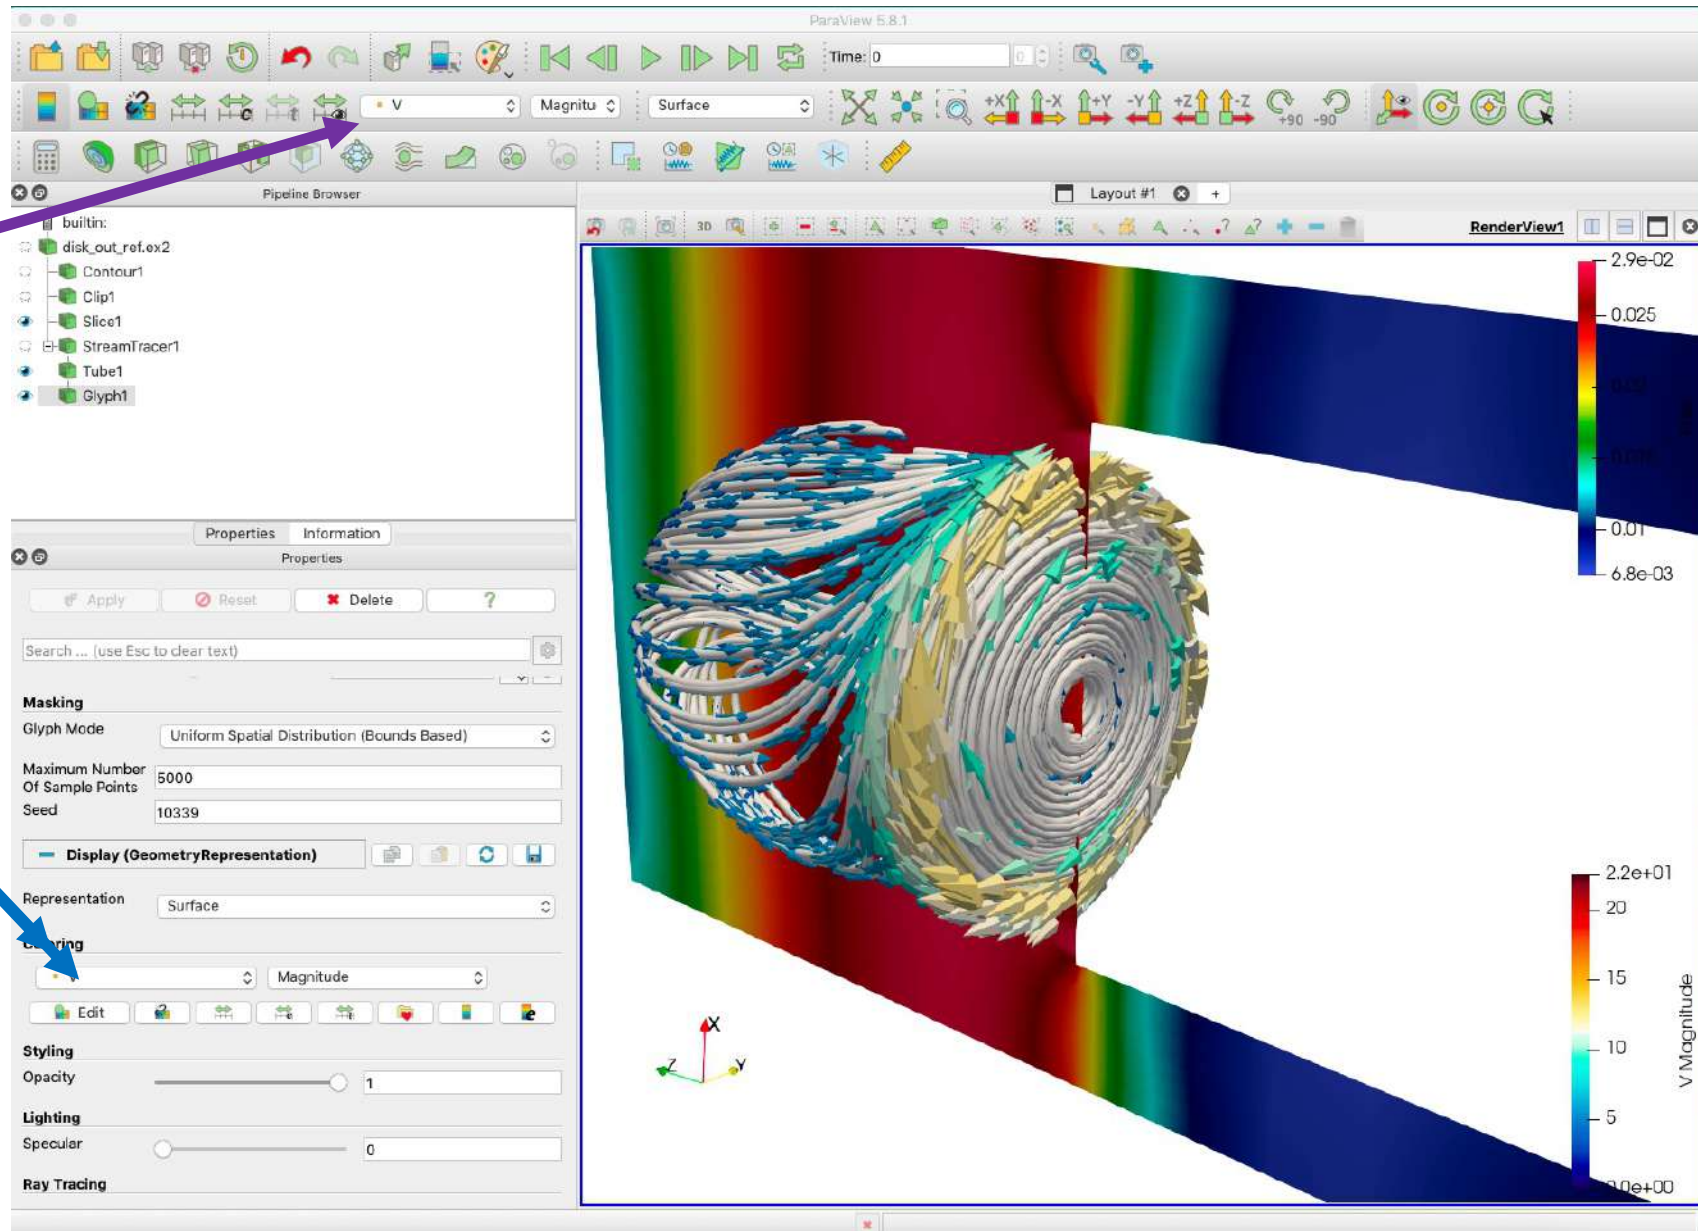 ParaView 5.8.1
Time: 0
0
V
Magnitu
Surface
+X
-X
+Y
-Y
+Z
-Z
+90
-90
Pipeline Browser
Layout #1
+
builtin:
3D
RenderView1
disk_out_ref.ex2
Contour1
Clip1
Slice1
StreamTracer1
Tube1
Glyph1
2.9e-02
0.025
0.01
6.8e-03
Properties
Information
Properties
Apply
Reset
Delete
?
Search ... (use Esc to clear text)
Masking
Glyph Mode
Uniform Spatial Distribution (Bounds Based)
Maximum Number
Of Sample Points
5000
Seed
10339
Display (GeometryRepresentation)
Representation
Surface
Magnitude
Edit
Styling
Opacity
1
Lighting
Specular
0
Ray Tracing
X
Z
Y
2.2e+01
20
15
10
5
V Magnitude